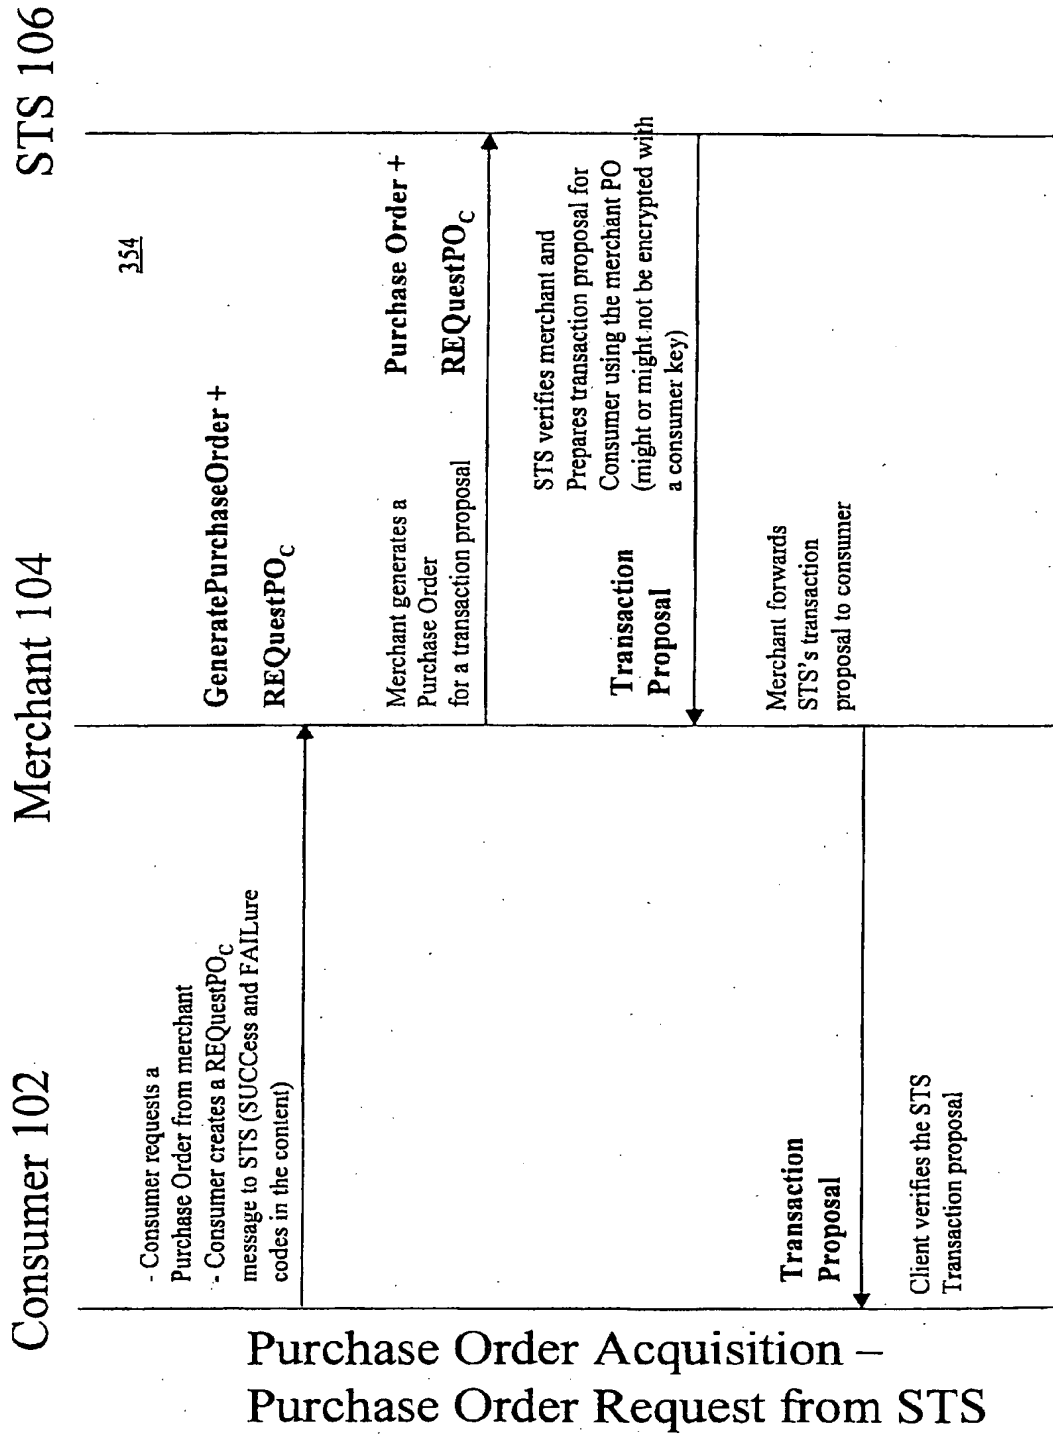 Consumer 102
Merchant 104
STS 106
354
- Consumer requests a
Purchase Order from merchant
- Consumer creates a REQuestPOC
message to STS (SUCCess and FAILure
codes in the content)
GeneratePurchaseOrder +
REQuestPOC
Merchant generates a
Purchase Order
for a transaction proposal
Purchase Order +
REQuestPOC
STS verifies merchant and
Prepares transaction proposal for
Consumer using the merchant PO
(might or might not be encrypted with
a consumer key)
Transaction
Proposal
Merchant forwards
STS's transaction
proposal to consumer
Transaction
Proposal
Client verifies the STS
Transaction proposal
Purchase Order Acquisition –
Purchase Order Request from STS